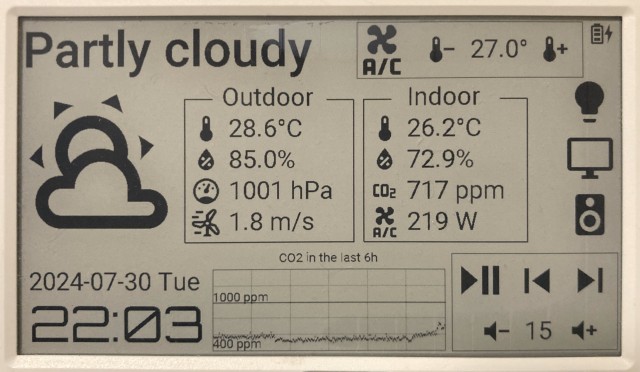 Partly cloudy
A/C
27.0°
Outdoor
28.6°C
85.0%
1001 hPa
1.8 m/s
Indoor
26.2°C
72.9%
CO2 717 ppm
A/C 219 W
2024-07-30 Tue
22:03
CO2 in the last 6h
1000 ppm
400 ppm
15